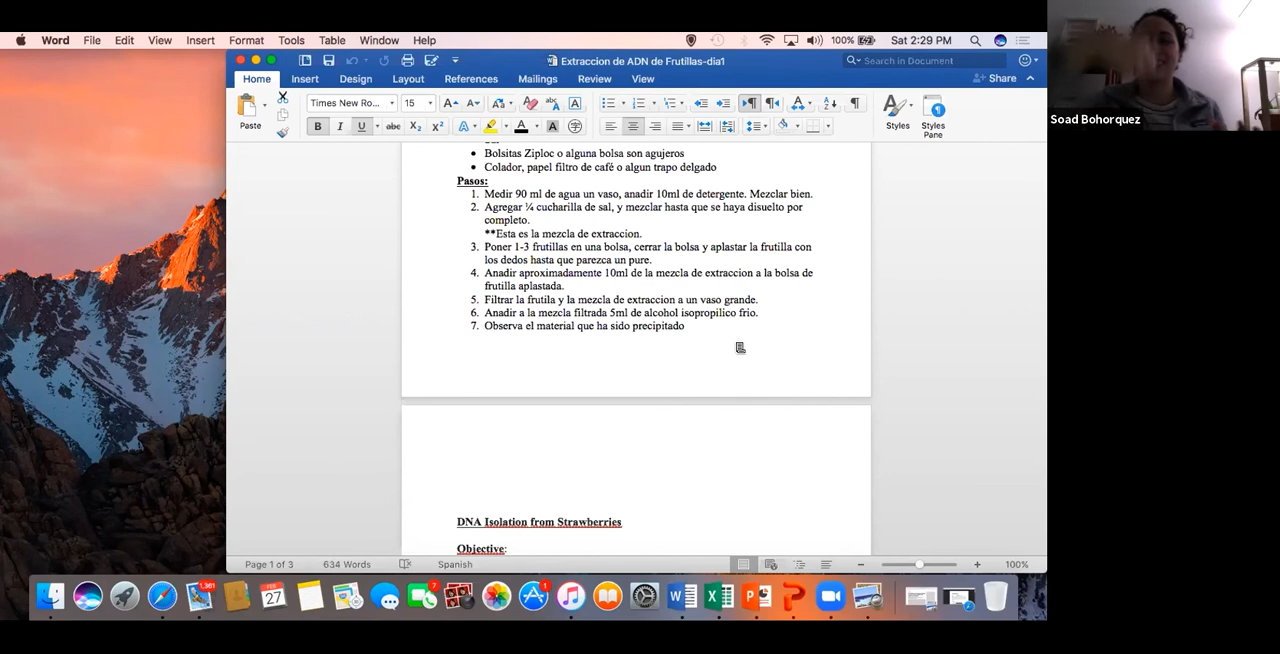 Word File Edit View Insert Format Tools Table Window Help 100% Sat 2:29 PM
Extraccion de ADN de Frutillas-dia1
Search in Document
Home Insert Design Layout References Mailings Review View Share
Paste
Times New Ro... 15
Styles Styles Pane
B I U abc X₂ X² A
• Bolsitas Ziploc o alguna bolsa son agujeros
• Colador, papel filtro de café o algun trapo delgado
Pasos:
1. Medir 90 ml de agua un vaso, anadir 10ml de detergente. Mezclar bien.
2. Agregar ¼ cucharilla de sal, y mezclar hasta que se haya disuelto por
completo.
**Esta es la mezcla de extraccion.
3. Poner 1-3 frutillas en una bolsa, cerrar la bolsa y aplastar la frutilla con
los dedos hasta que parezca un pure.
4. Anadir aproximadamente 10ml de la mezcla de extraccion a la bolsa de
frutilla aplastada.
5. Filtrar la frutila y la mezcla de extraccion a un vaso grande.
6. Anadir a la mezcla filtrada 5ml de alcohol isopropilico frio.
7. Observa el material que ha sido precipitado
DNA Isolation from Strawberries
Objective:
Page 1 of 3 634 Words Spanish 100%
Soad Bohorquez
1,361
FEB
27
7
1